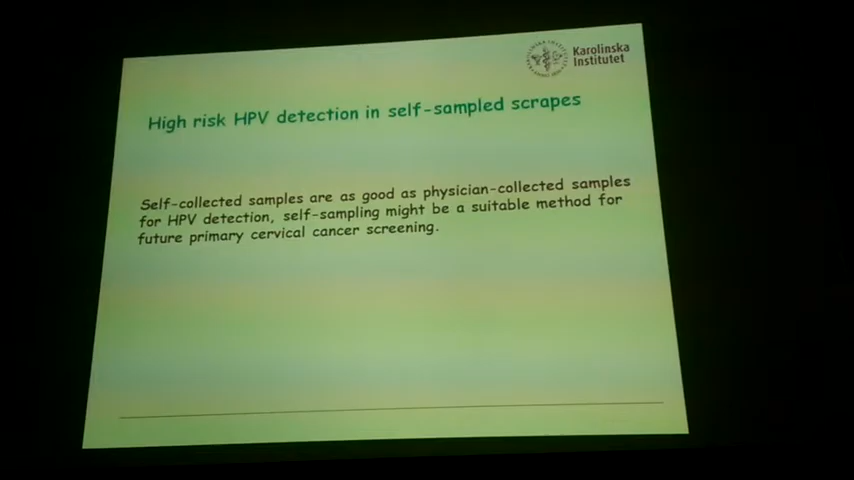 Karolinska
Institutet
High risk HPV detection in self-sampled scrapes
Self-collected samples are as good as physician-collected samples
for HPV detection, self-sampling might be a suitable method for
future primary cervical cancer screening.